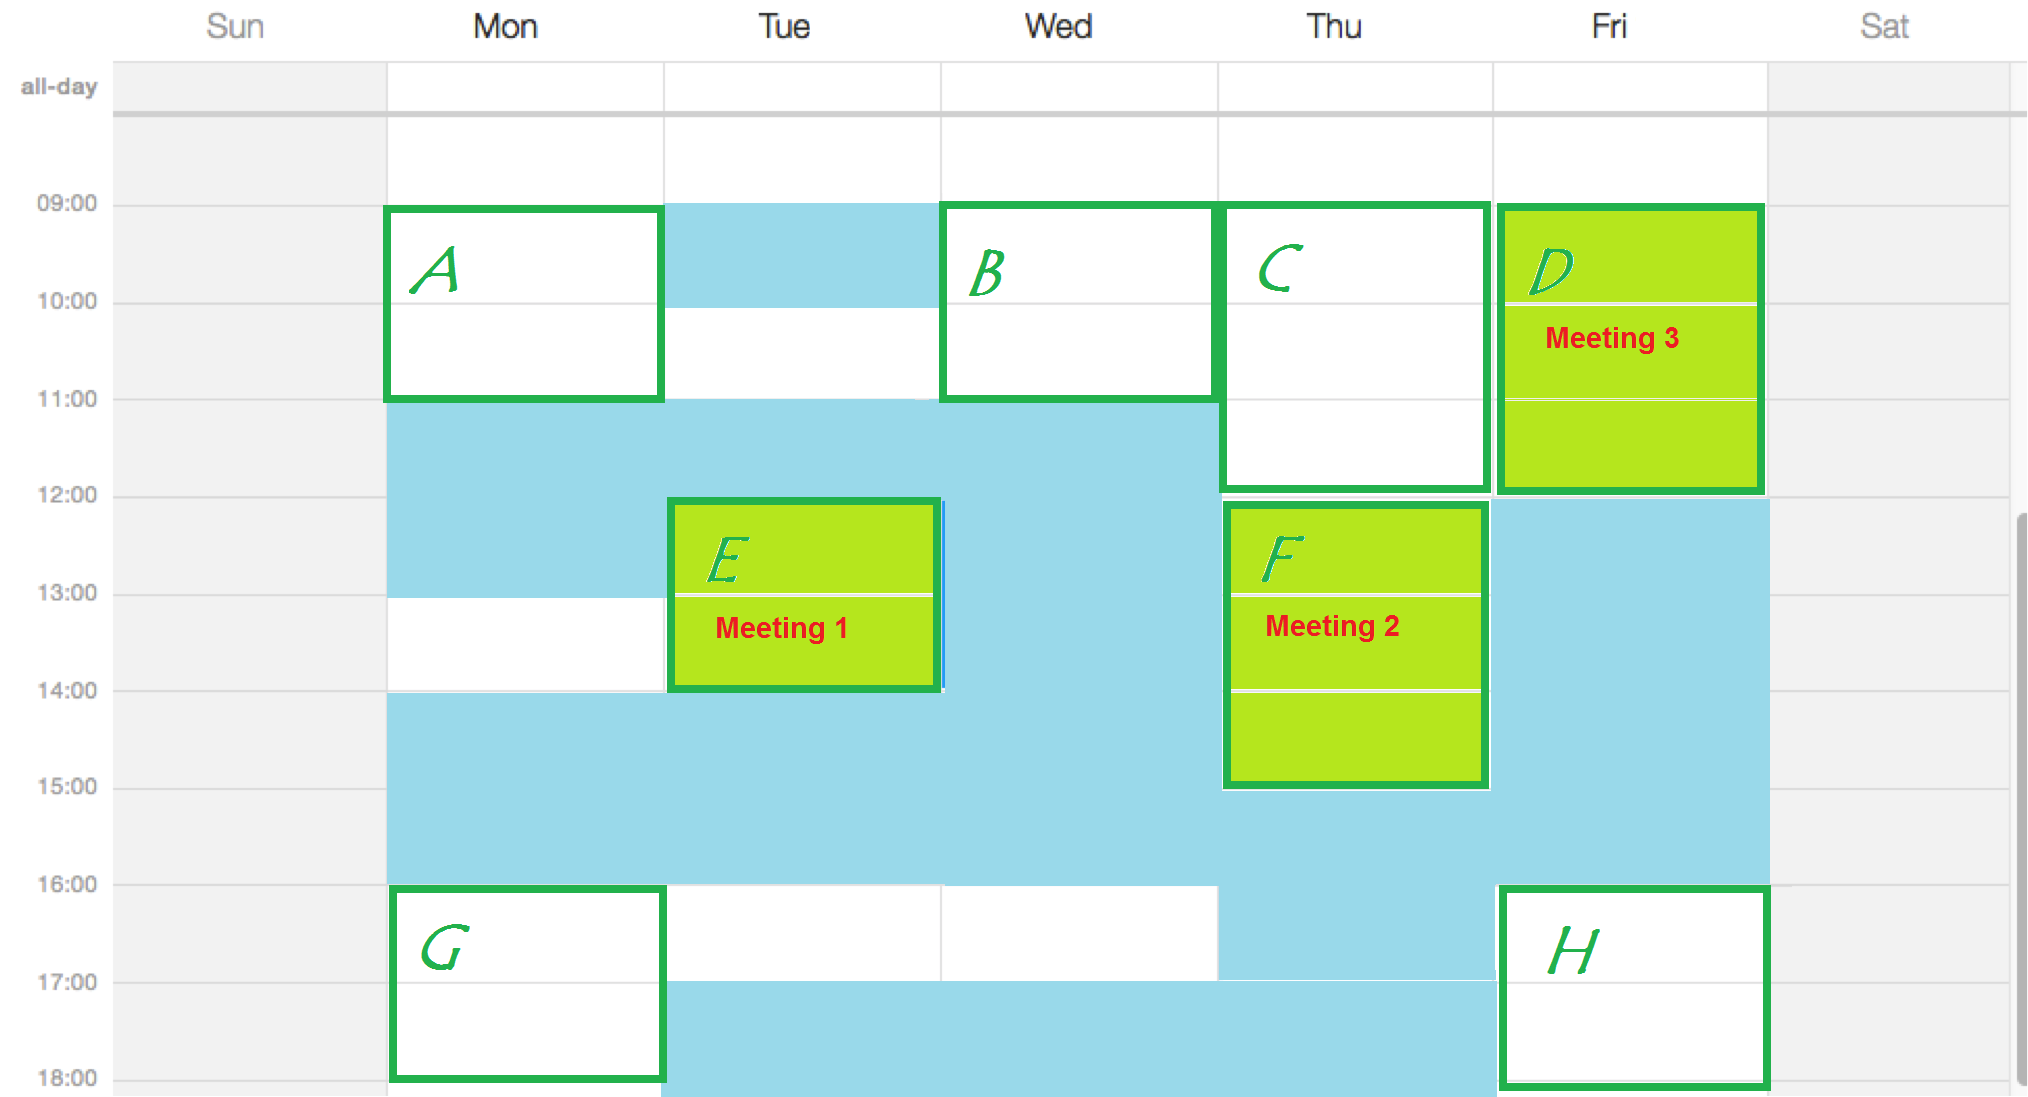 Sun Mon Tue Wed Thu Fri Sat
all-day
09:00
A B C D
10:00
Meeting 3
11:00
12:00
E F
13:00
Meeting 1 Meeting 2
14:00
15:00
16:00
G H
17:00
18:00